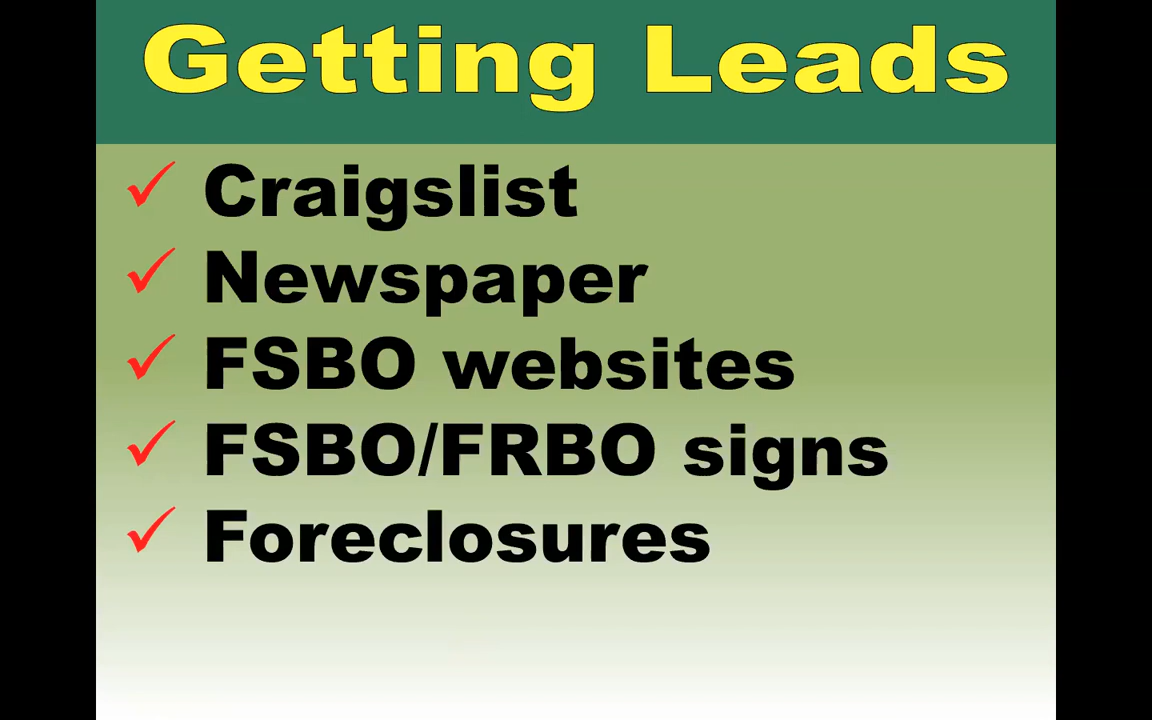 Getting Leads
✓ Craigslist
✓ Newspaper
✓ FSBO websites
✓ FSBO/FRBO signs
✓ Foreclosures